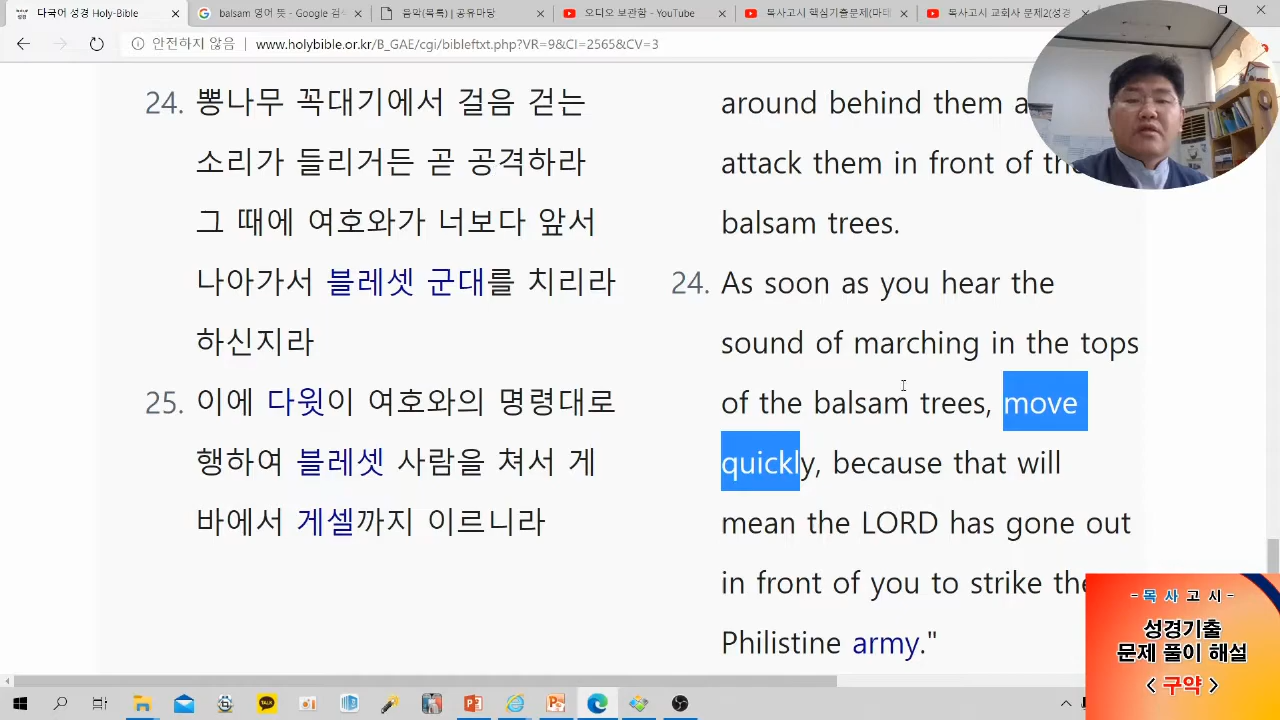 다국어 성경 Holy-Bible
balsam 영어 뜻 - Google 검색
음악(목록) | 공유마당
오디오 보관함 - YouTube
목사고시 핵심기출문제(마태
목사고시 교회사 문제2(성경
안전하지 않음 | www.holybible.or.kr/B_GAE/cgi/bibleftxt.php?VR=9&CI=2565&CV=3
24. 뽕나무 꼭대기에서 걸음 걷는
소리가 들리거든 곧 공격하라
그 때에 여호와가 너보다 앞서
나아가서 블레셋 군대를 치리라
하신지라
25. 이에 다윗이 여호와의 명령대로
행하여 블레셋 사람을 쳐서 게
바에서 게셀까지 이르니라
around behind them a
attack them in front of the
balsam trees.
24. As soon as you hear the
sound of marching in the tops
of the balsam trees, move
quickly, because that will
mean the LORD has gone out
in front of you to strike the
Philistine army."
- 목사고시 -
성경기출
문제 풀이 해설
< 구약 >